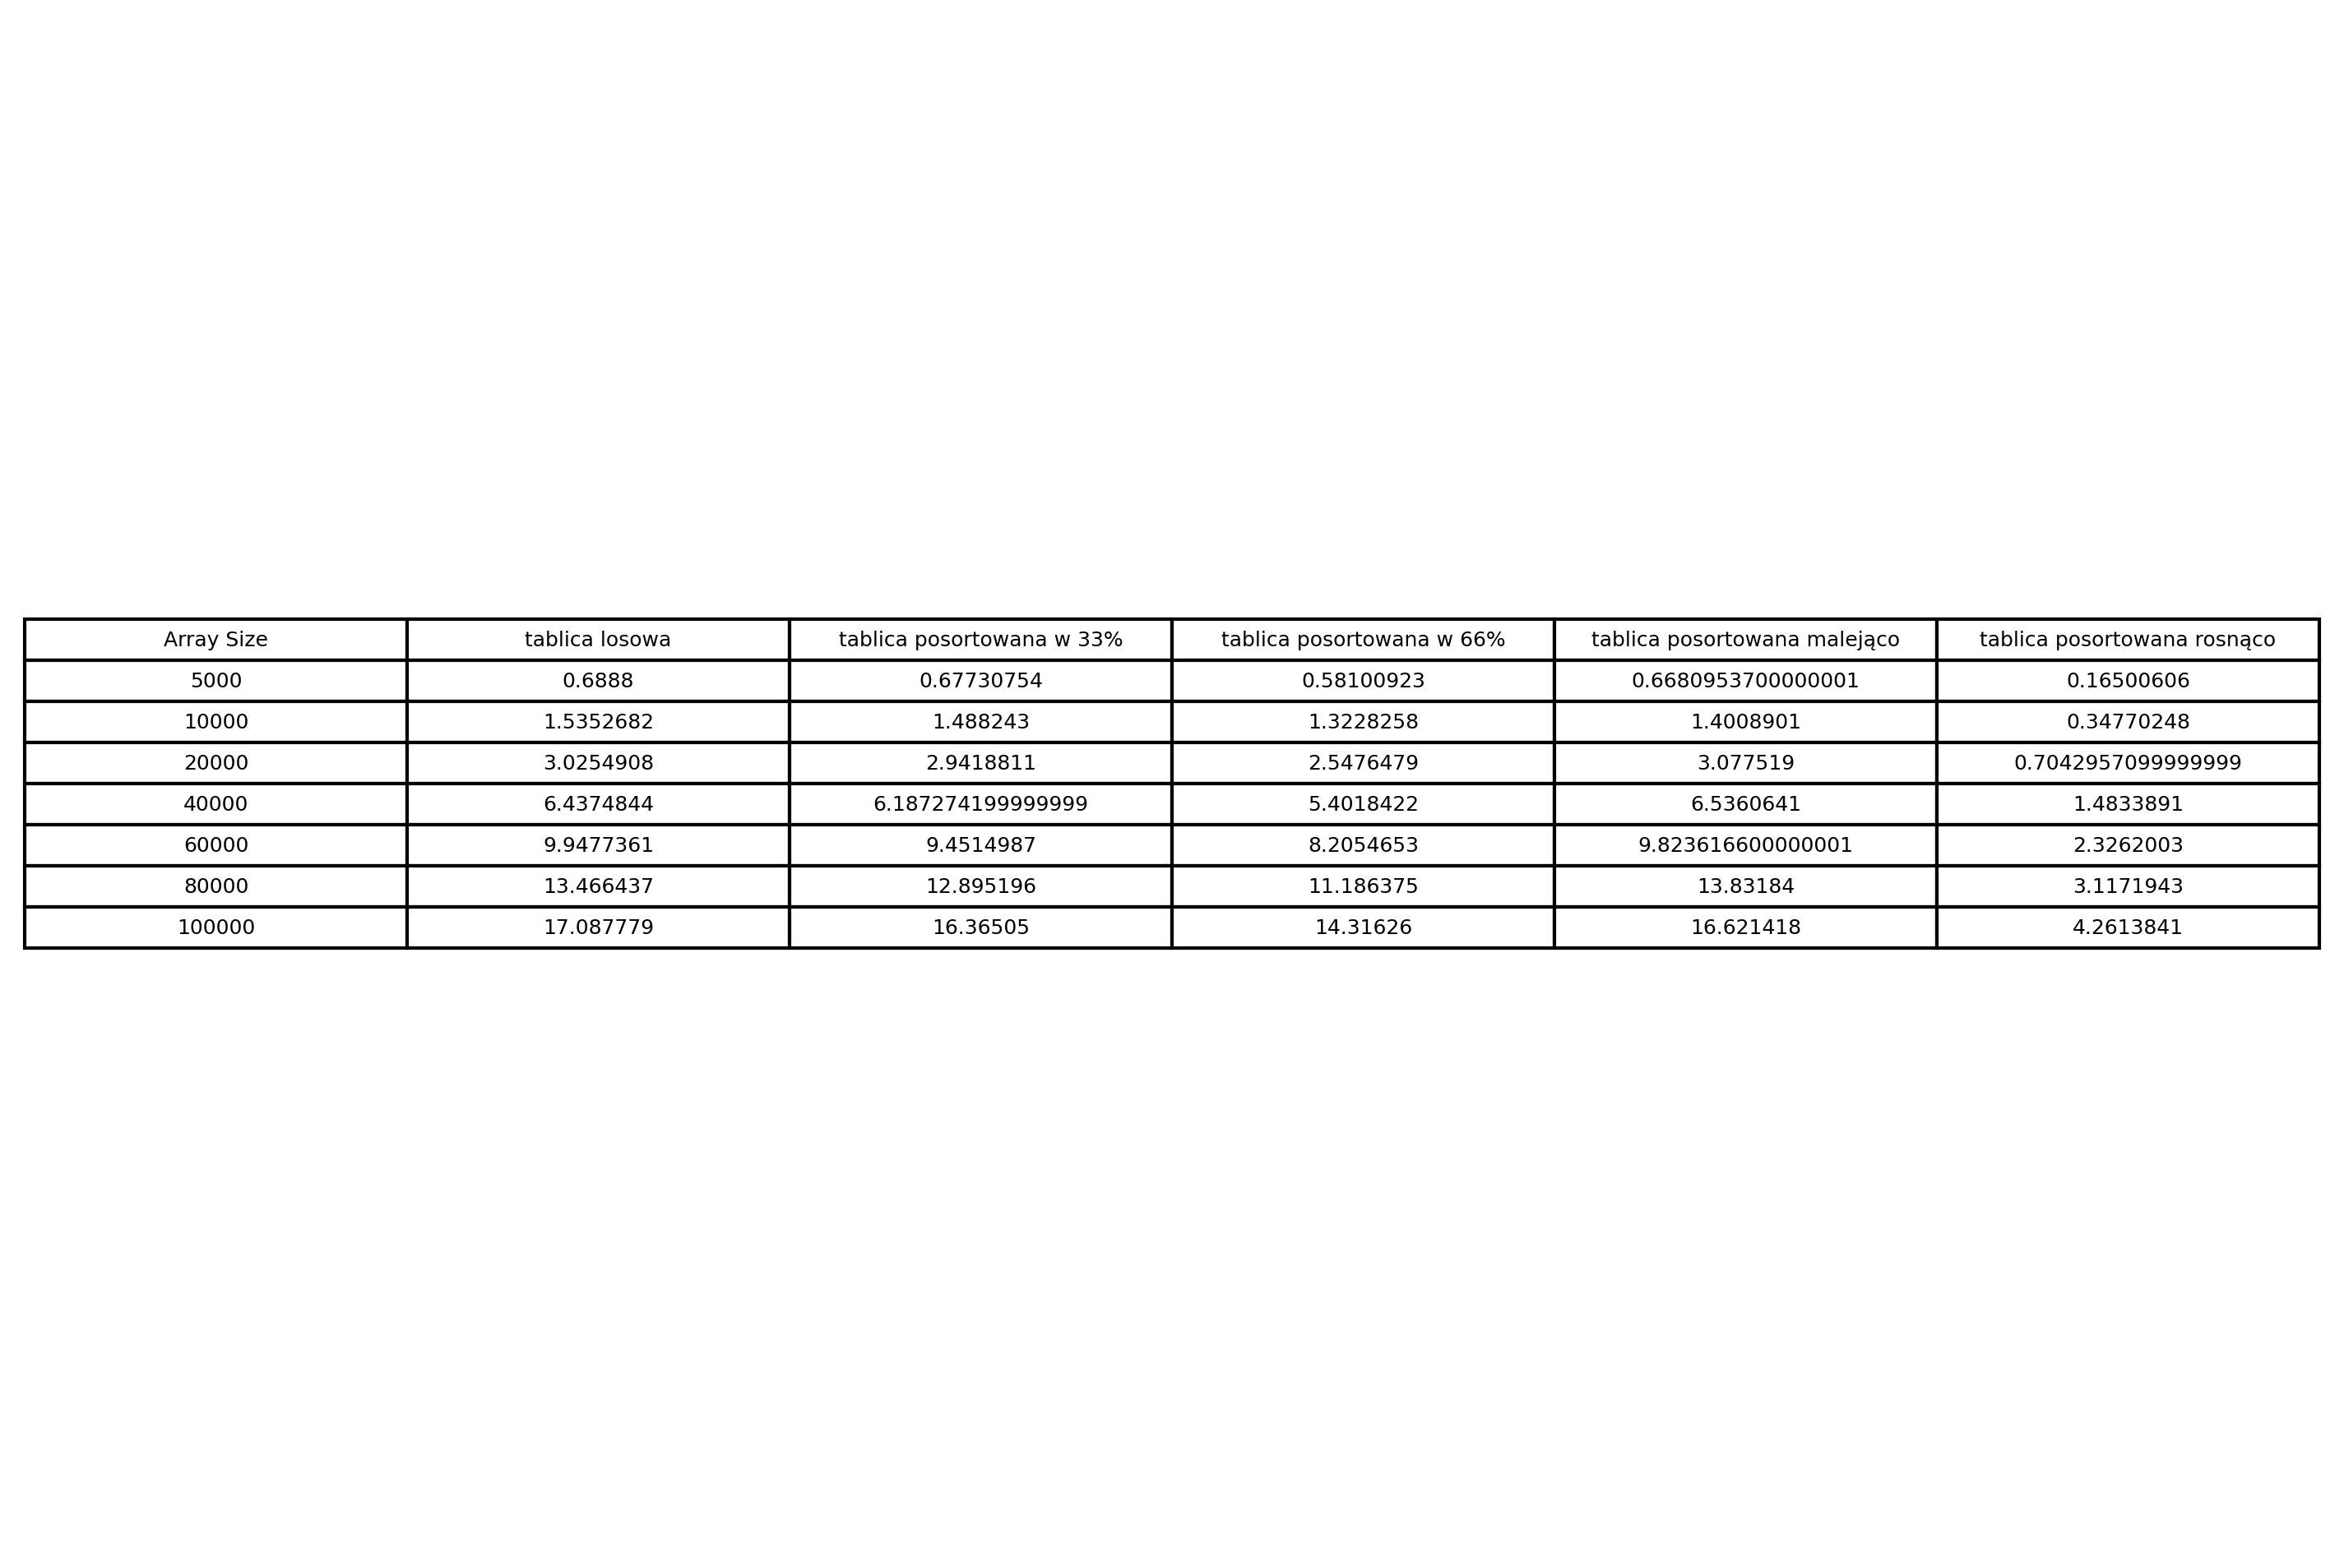 Array Size tablica losowa tablica posortowana w 33% tablica posortowana w 66% tablica posortowana malejąco tablica posortowana rosnąco
5000 0.6888 0.67730754 0.58100923 0.6680953700000001 0.16500606
10000 1.5352682 1.488243 1.3228258 1.4008901 0.34770248
20000 3.0254908 2.9418811 2.5476479 3.077519 0.7042957099999999
40000 6.4374844 6.187274199999999 5.4018422 6.5360641 1.4833891
60000 9.9477361 9.4514987 8.2054653 9.823616600000001 2.3262003
80000 13.466437 12.895196 11.186375 13.83184 3.1171943
100000 17.087779 16.36505 14.31626 16.621418 4.2613841